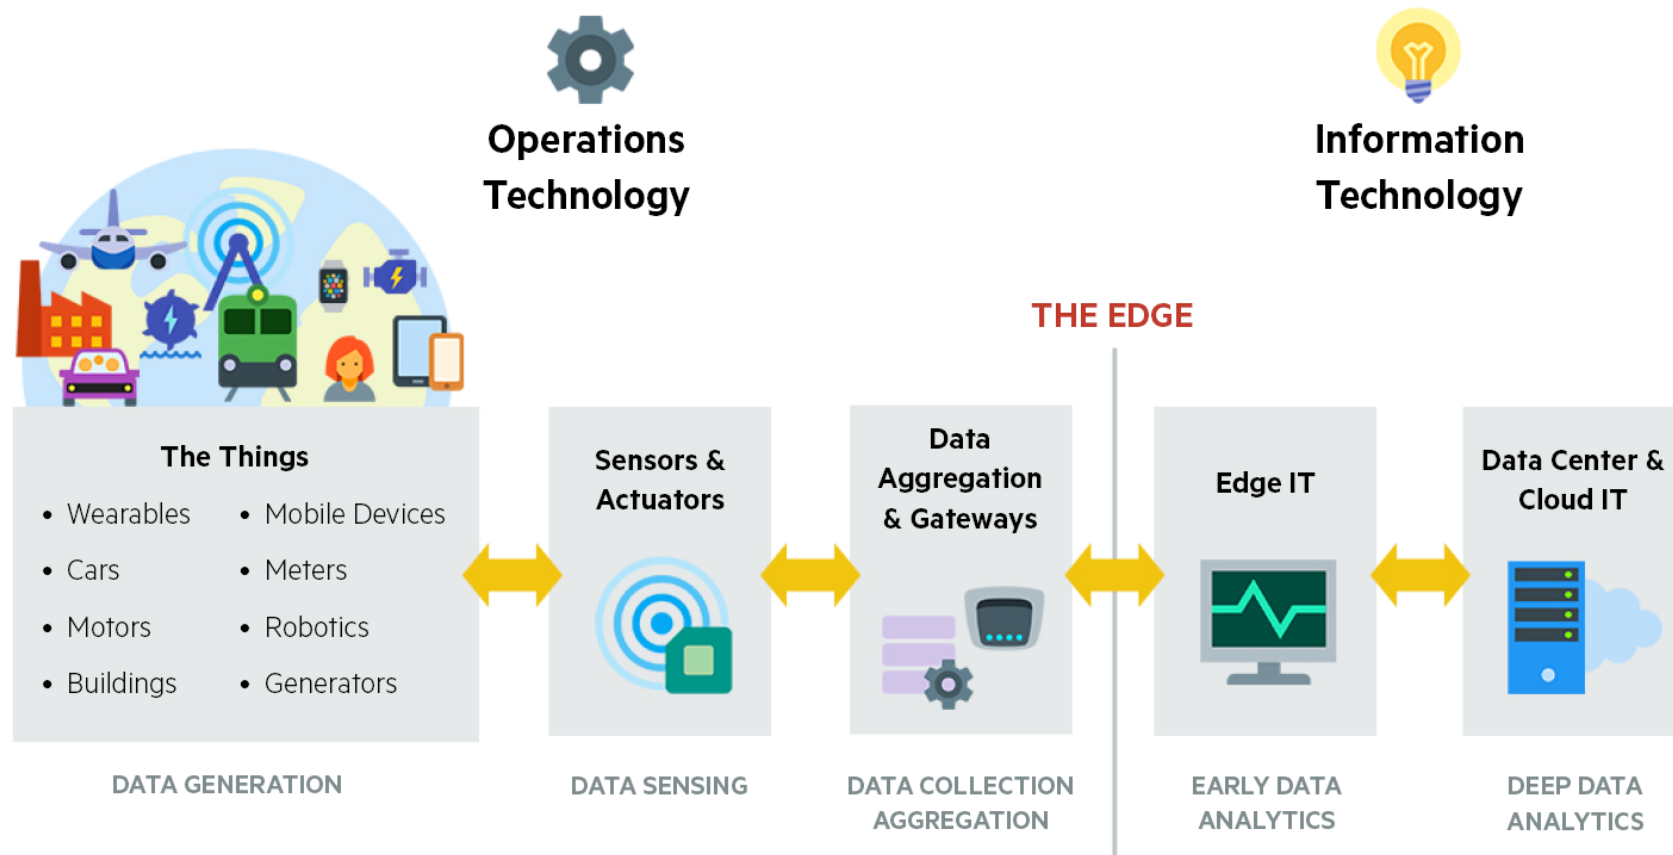 Operations
Technology
Information
Technology
THE EDGE
The Things
• Wearables
• Cars
• Motors
• Buildings
• Mobile Devices
• Meters
• Robotics
• Generators
DATA GENERATION
Sensors &
Actuators
DATA SENSING
Data
Aggregation
& Gateways
DATA COLLECTION
AGGREGATION
Edge IT
EARLY DATA
ANALYTICS
Data Center &
Cloud IT
DEEP DATA
ANALYTICS